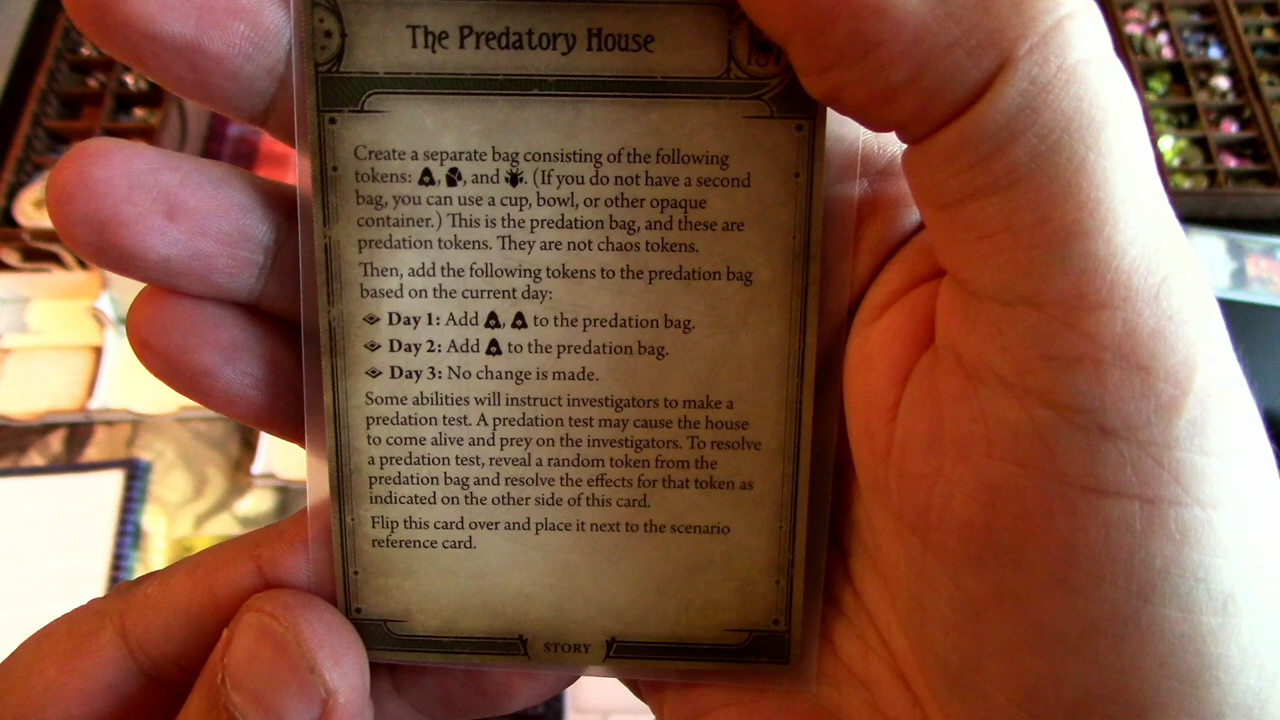 The Predatory House
Create a separate bag consisting of the following
tokens: , , and . (If you do not have a second
bag, you can use a cup, bowl, or other opaque
container.) This is the predation bag, and these are
predation tokens. They are not chaos tokens.
Then, add the following tokens to the predation bag
based on the current day:
Day 1: Add , to the predation bag.
Day 2: Add to the predation bag.
Day 3: No change is made.
Some abilities will instruct investigators to make a
predation test. A predation test may cause the house
to come alive and prey on the investigators. To resolve
a predation test, reveal a random token from the
predation bag and resolve the effects for that token as
indicated on the other side of this card.
Flip this card over and place it next to the scenario
reference card.
STORY